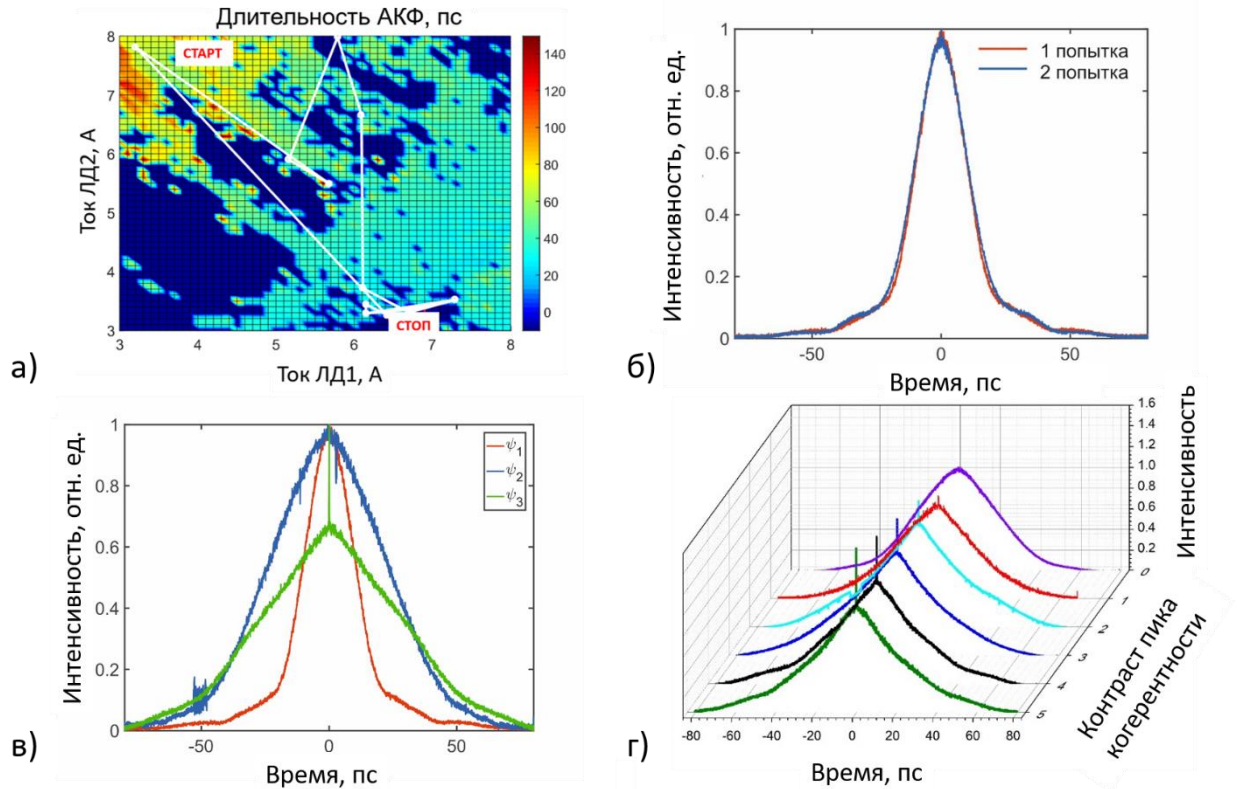 Длительность АКФ, пс
СТАРТ
СТОП
8
7
6
5
4
3
Ток ЛД2, А
3 4 5 6 7 8
Ток ЛД1, А
140
120
100
80
60
40
20
0
а)
1 попытка
2 попытка
1
0.8
0.6
0.4
0.2
0
Интенсивность, отн. ед.
-50 0 50
Время, пс
б)
ψ1
ψ2
ψ3
1
0.8
0.6
0.4
0.2
0
Интенсивность, отн. ед.
-50 0 50
Время, пс
в)
1.6
1.4
1.2
1.0
0.8
0.6
0.4
0.2
0
Интенсивность
0
1
2
3
4
5
Контраст пика
когерентности
-80 -60 -40 -20 0 20 40 60 80
Время, пс
г)